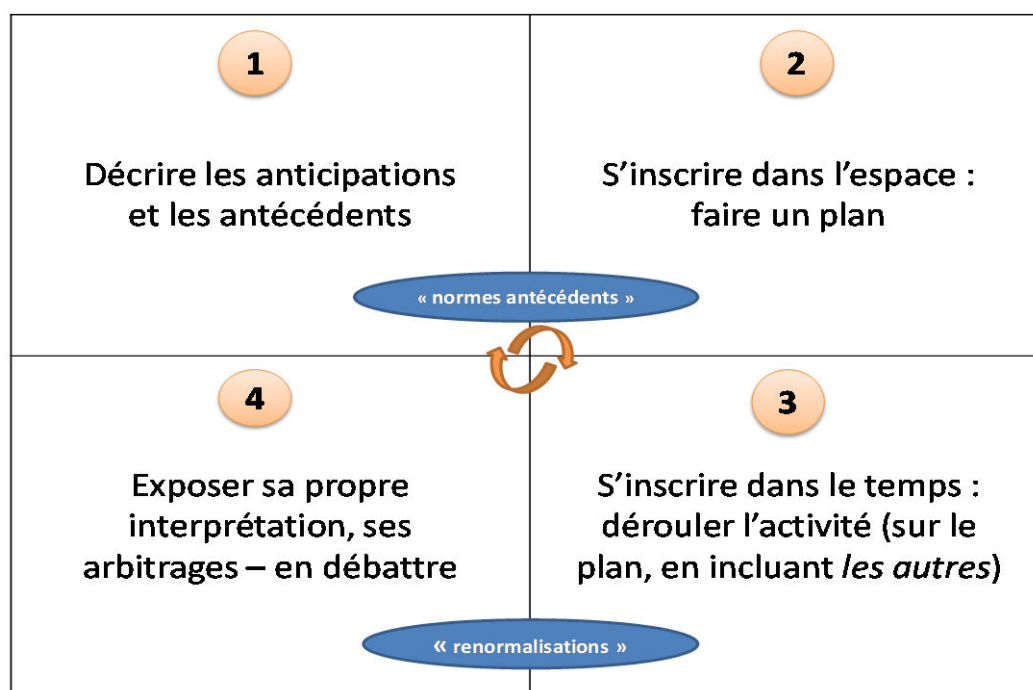 1
Décrire les anticipations
et les antécédents
2
S’inscrire dans l’espace :
faire un plan
« normes antécédents »
4
Exposer sa propre
interprétation, ses
arbitrages – en débattre
3
S’inscrire dans le temps :
dérouler l’activité (sur le
plan, en incluant les autres)
« renormalisations »